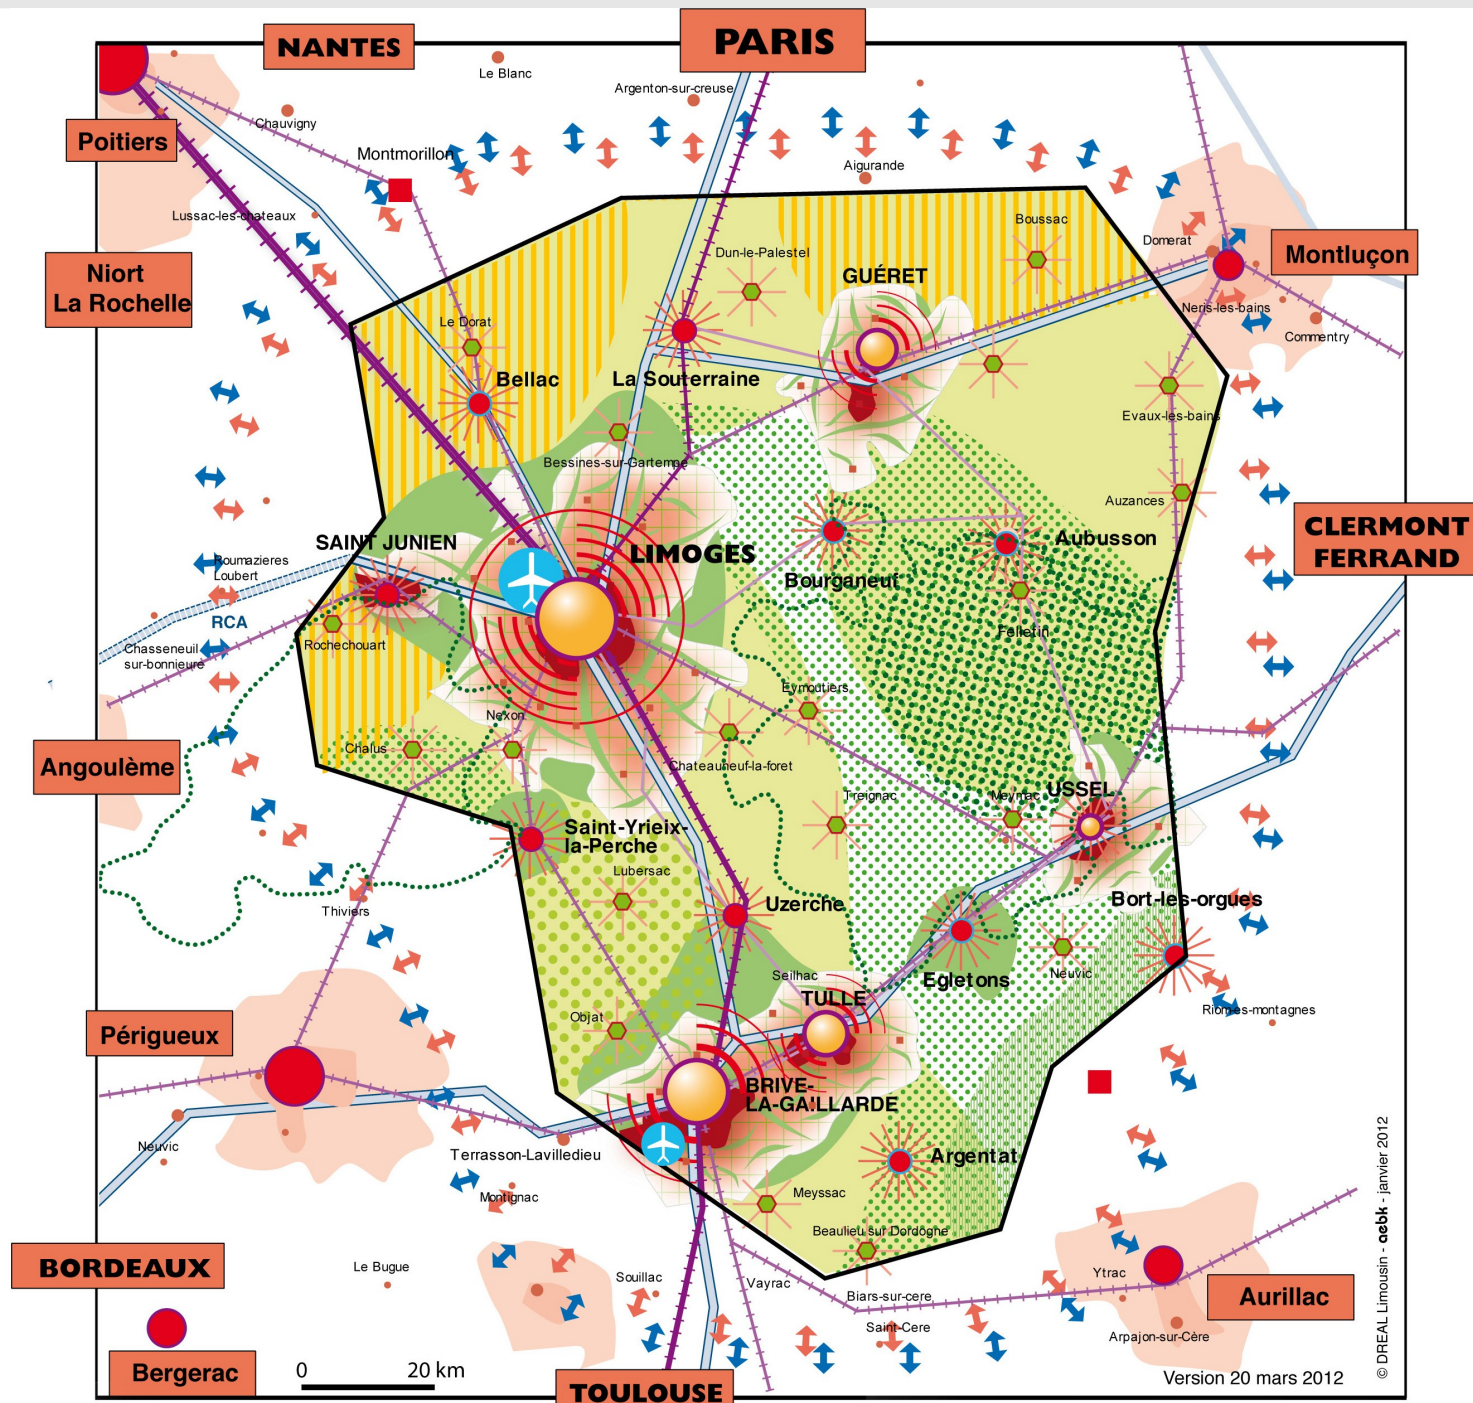 PARIS
NANTES
Le Blanc
Argenton-sur-creuse
Chauvigny
Poitiers
Montmorillon
Aigurande
Lussac-les-chateaux
Boussac
Domerat
Montluçon
Dun-le-Palestel
GUÉRET
Niort
La Rochelle
Neris-les-bains
Le Dorat
Commentry
Bellac
La Souterraine
Evaux-les-bains
Bessines-sur-Gartempe
Auzances
CLERMONT
FERRAND
SAINT JUNIEN
LIMOGES
Aubusson
Roumazieres
Loubert
Bourganeuf
RCA
Felletin
Rochechouart
Chasseneuil
sur-bonnieure
Eymoutiers
Nexon
Chalus
Angoulème
Chateauneuf-la-foret
Treignac
Meymac
USSEL
Saint-Yrieix-
la-Perche
Lubersac
Uzerche
Bort-les-orgues
Thiviers
Seilhac
Egletons
Neuvic
TULLE
Riom-es-montagnes
Objat
Périgueux
BRIVE-
LA-GAILLARDE
Neuvic
Terrasson-Lavilledieu
Argentat
Montignac
Meyssac
Beaulieu sur Dordogne
BORDEAUX
Le Bugue
Souillac
Vayrac
Biars-sur-cere
Ytrac
Aurillac
Saint-Cere
Arpajon-sur-Cère
Bergerac
0 20 km
TOULOUSE
Version 20 mars 2012
© DREAL Limousin - aebk - janvier 2012